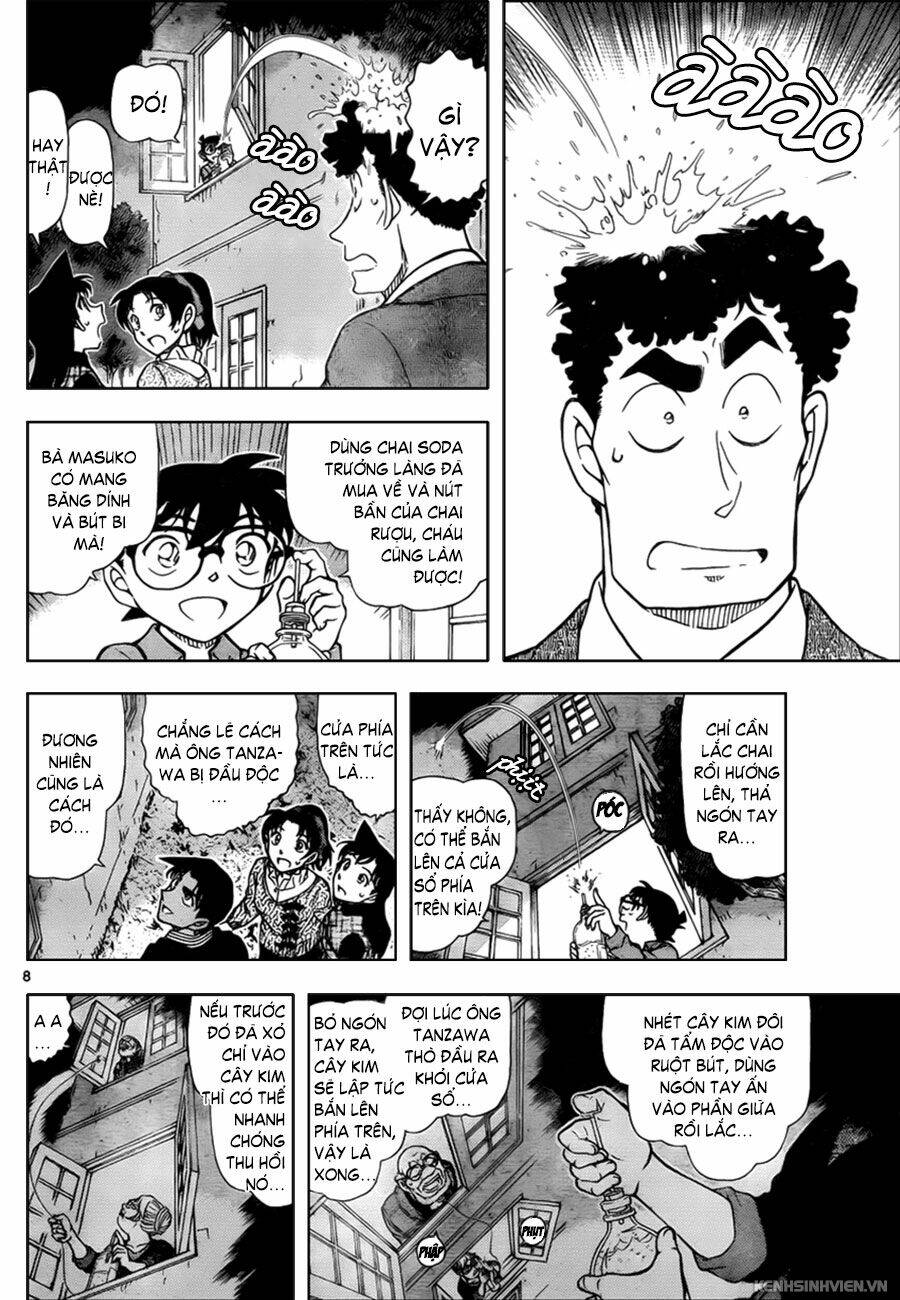 ÀÀÀO
GÌ
VẬY?
ÀÀO
ÀÀO
ĐÓ!
ĐƯỢC
NÈ!
HAY
THẬT
!
DÙNG CHAI SODA
TRƯỞNG LÀNG ĐÃ
MUA VỀ VÀ NÚT
BẦN CỦA CHAI
RƯỢU, CHÁU
CŨNG LÀM
ĐƯỢC!
BÀ MASUKO
CÓ MANG
BĂNG DÍNH
VÀ BÚT BI
MÀ!
CHỈ CẦN
LẮC CHAI
RỒI HƯỚNG
LÊN, THẢ
NGÓN TAY
RA...
PÓC
PHỊIIT
THẤY KHÔNG,
CÓ THỂ BẮN
LÊN CẢ CỬA
SỔ PHÍA
TRÊN KÌA!
CỬA PHÍA
TRÊN TỨC
LÀ...
CHẲNG LẼ CÁCH
MÀ ÔNG TANZA-
WA BỊ ĐẦU ĐỘC
...
ĐƯƠNG
NHIÊN
CŨNG LÀ
CÁCH
ĐÓ...
8
NHÉT CÂY KIM ĐÔI
ĐÃ TẨM ĐỘC VÀO
RUỘT BÚT, DÙNG
NGÓN TAY ẤN
VÀO PHẦN GIỮA
RỒI LẮC...
ĐỢI LÚC ÔNG
TANZAWA
THÒ ĐẦU RA
KHỎI CỬA
SỔ...
BỎ NGÓN
TAY RA,
CÂY KIM
SẼ LẬP TỨC
BẮN LÊN
PHÍA TRÊN,
VẬY LÀ
XONG...
PHỤT
PHẬP
NẾU TRƯỚC
ĐÓ ĐÃ XỎ
CHỈ VÀO
CÂY KIM
THÌ CÓ THỂ
NHANH
CHÓNG
THU HỒI
NÓ...
A A
...
KENHSINHVIEN.VN